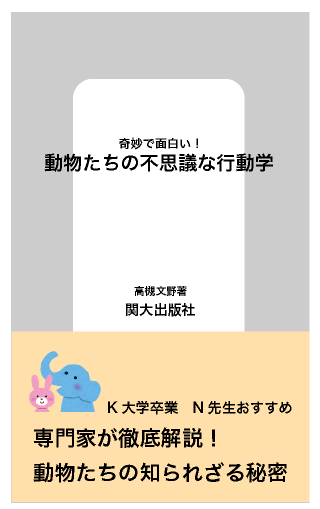 奇妙で面白い！
動物たちの不思議な行動学
高槻文野著
関大出版社
K大学卒業　N先生おすすめ
専門家が徹底解説！
動物たちの知られざる秘密